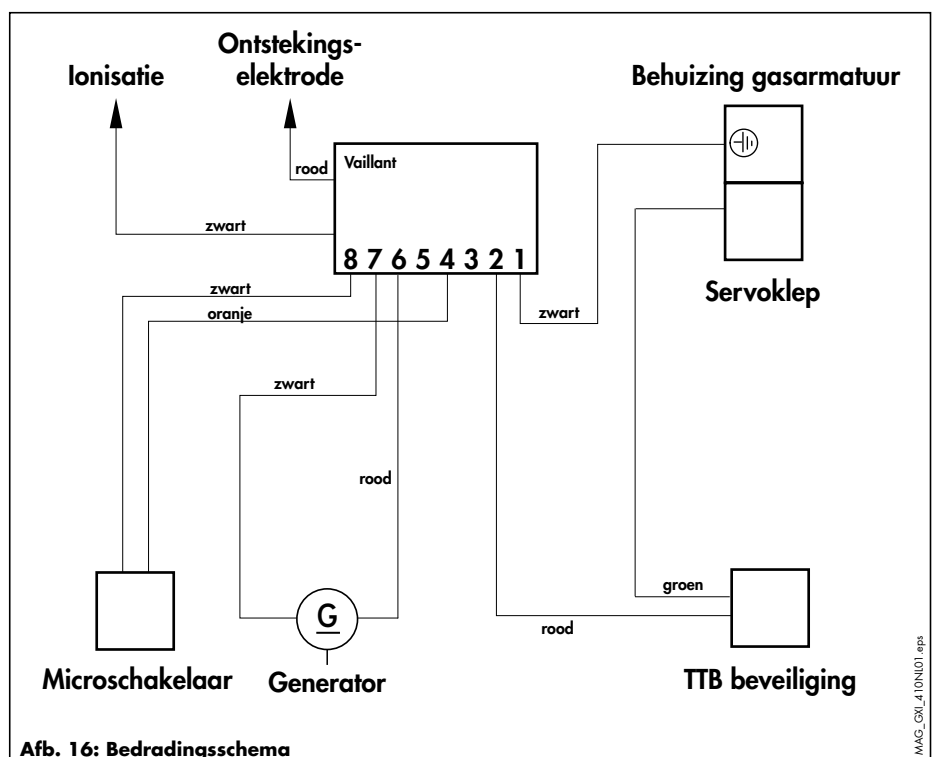 Ontstekings-
elektrode
Ionisatie
Behuizing gasarmatuur
Vaillant
rood
zwart
8 7 6 5 4 3 2 1
Servoklep
zwart
oranje
zwart
zwart
rood
groen
rood
G
Microschakelaar
Generator
TTB beveiliging
MAG_GXI_410NL01.eps
Afb. 16: Bedradingsschema